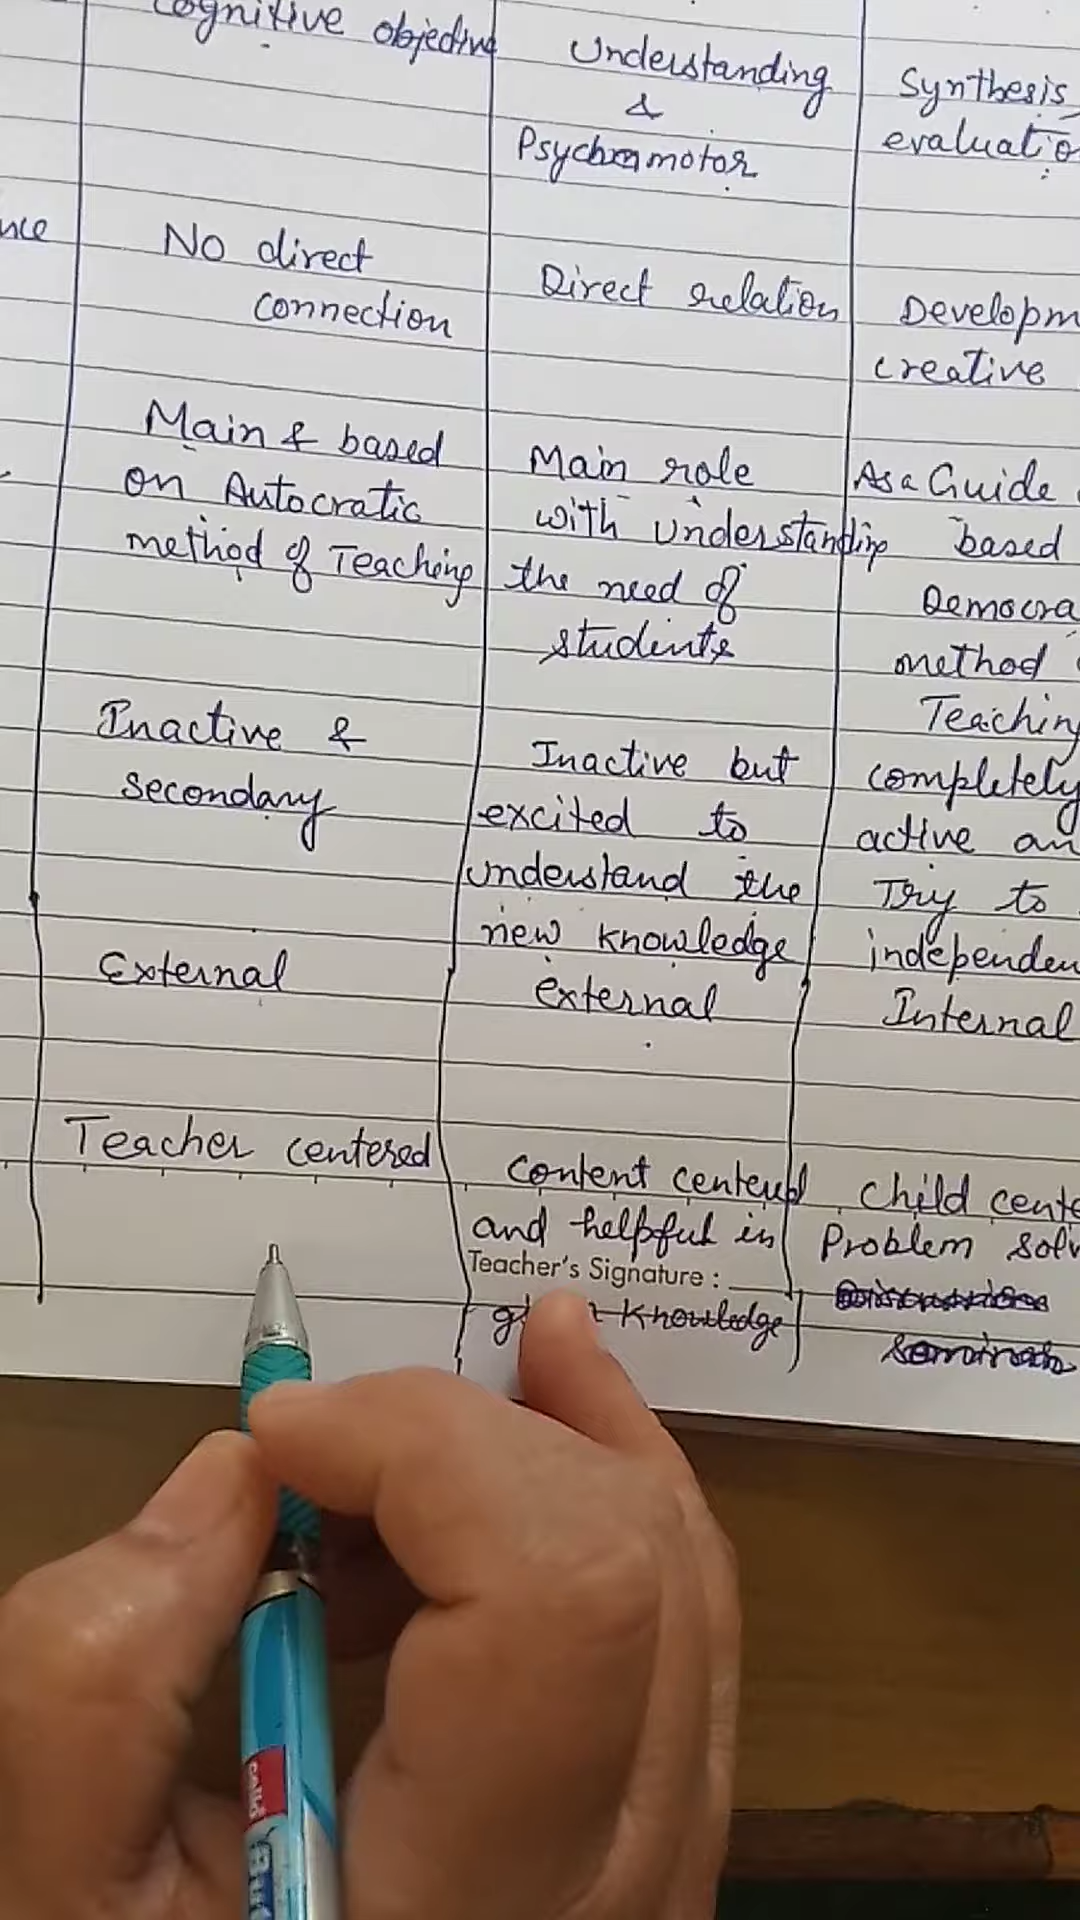 cognitive objective
Understanding
&
Psychomotor
Synthesis
evaluatio
nce
No direct
connection
Direct relation
Developm
creative
Main & based
on Autocratic
method of Teaching
Main role
with understanding
the need of
students
As a Guide
based
Democra
method
Teaching
Inactive &
secondary
Inactive but
excited to
understand the
new knowledge
completely
active an
Try to
independen
External
external
Internal
Teacher centered
content centered
and helpful in
Teacher's Signature :
knowledge
child cente
Problem solv